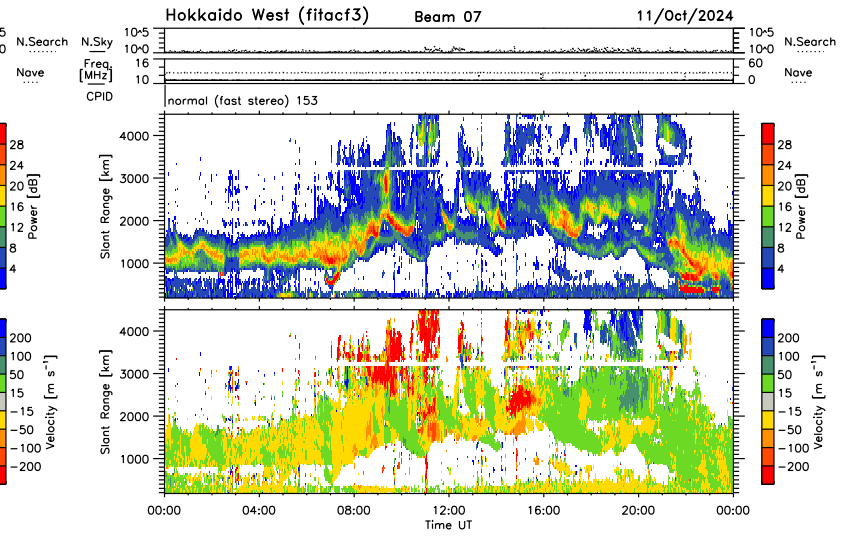 Hokkaido West (fitacf3) Beam 07 11/Oct/2024
5 N.Search N.Sky 10^5 10^5 N.Search
0 10^0 10^0
Nave Freq. [MHz] 16 60 Nave
10 0
CPID normal (fast stereo) 153
28 4000 28
24 24
20 3000 20
16 16
12 2000 12
8 8
4 1000 4
Power [dB] Slant Range [km] Power [dB]
200 4000 200
100 100
50 3000 50
15 15
-15 2000 -15
-50 -50
-100 1000 -100
-200 -200
Velocity [m s⁻¹] Slant Range [km] Velocity [m s⁻¹]
00:00 04:00 08:00 12:00 16:00 20:00 00:00
Time UT